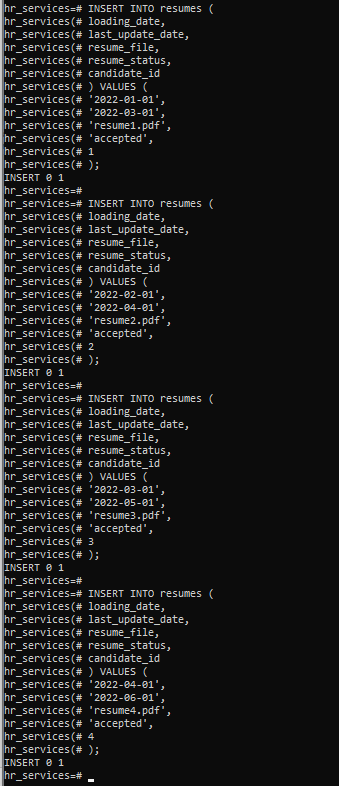 hr_services=# INSERT INTO resumes (
hr_services(# loading_date,
hr_services(# last_update_date,
hr_services(# resume_file,
hr_services(# resume_status,
hr_services(# candidate_id
hr_services(# ) VALUES (
hr_services(# '2022-01-01',
hr_services(# '2022-03-01',
hr_services(# 'resume1.pdf',
hr_services(# 'accepted',
hr_services(# 1
hr_services(# );
INSERT 0 1
hr_services=#
hr_services=# INSERT INTO resumes (
hr_services(# loading_date,
hr_services(# last_update_date,
hr_services(# resume_file,
hr_services(# resume_status,
hr_services(# candidate_id
hr_services(# ) VALUES (
hr_services(# '2022-02-01',
hr_services(# '2022-04-01',
hr_services(# 'resume2.pdf',
hr_services(# 'accepted',
hr_services(# 2
hr_services(# );
INSERT 0 1
hr_services=#
hr_services=# INSERT INTO resumes (
hr_services(# loading_date,
hr_services(# last_update_date,
hr_services(# resume_file,
hr_services(# resume_status,
hr_services(# candidate_id
hr_services(# ) VALUES (
hr_services(# '2022-03-01',
hr_services(# '2022-05-01',
hr_services(# 'resume3.pdf',
hr_services(# 'accepted',
hr_services(# 3
hr_services(# );
INSERT 0 1
hr_services=#
hr_services=# INSERT INTO resumes (
hr_services(# loading_date,
hr_services(# last_update_date,
hr_services(# resume_file,
hr_services(# resume_status,
hr_services(# candidate_id
hr_services(# ) VALUES (
hr_services(# '2022-04-01',
hr_services(# '2022-06-01',
hr_services(# 'resume4.pdf',
hr_services(# 'accepted',
hr_services(# 4
hr_services(# );
INSERT 0 1
hr_services=#